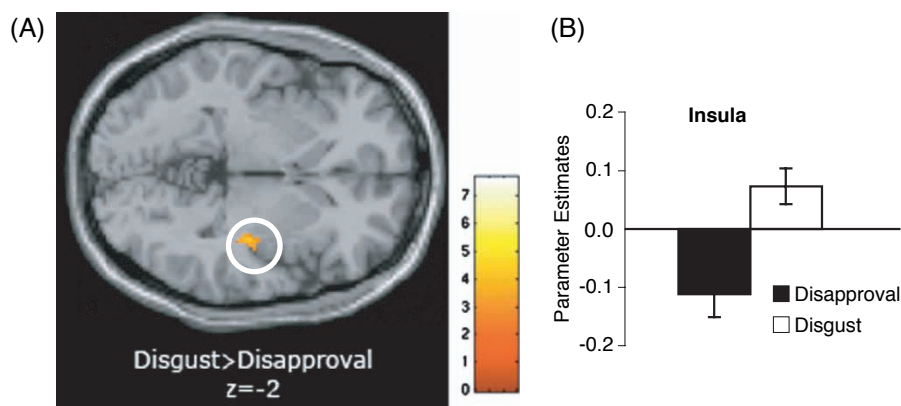 (A)
7
6
5
4
3
2
1
0
Disgust>Disapproval
z=-2
(B)
Insula
Parameter Estimates
0.2
0.1
0.0
-0.1
-0.2
Disapproval
Disgust